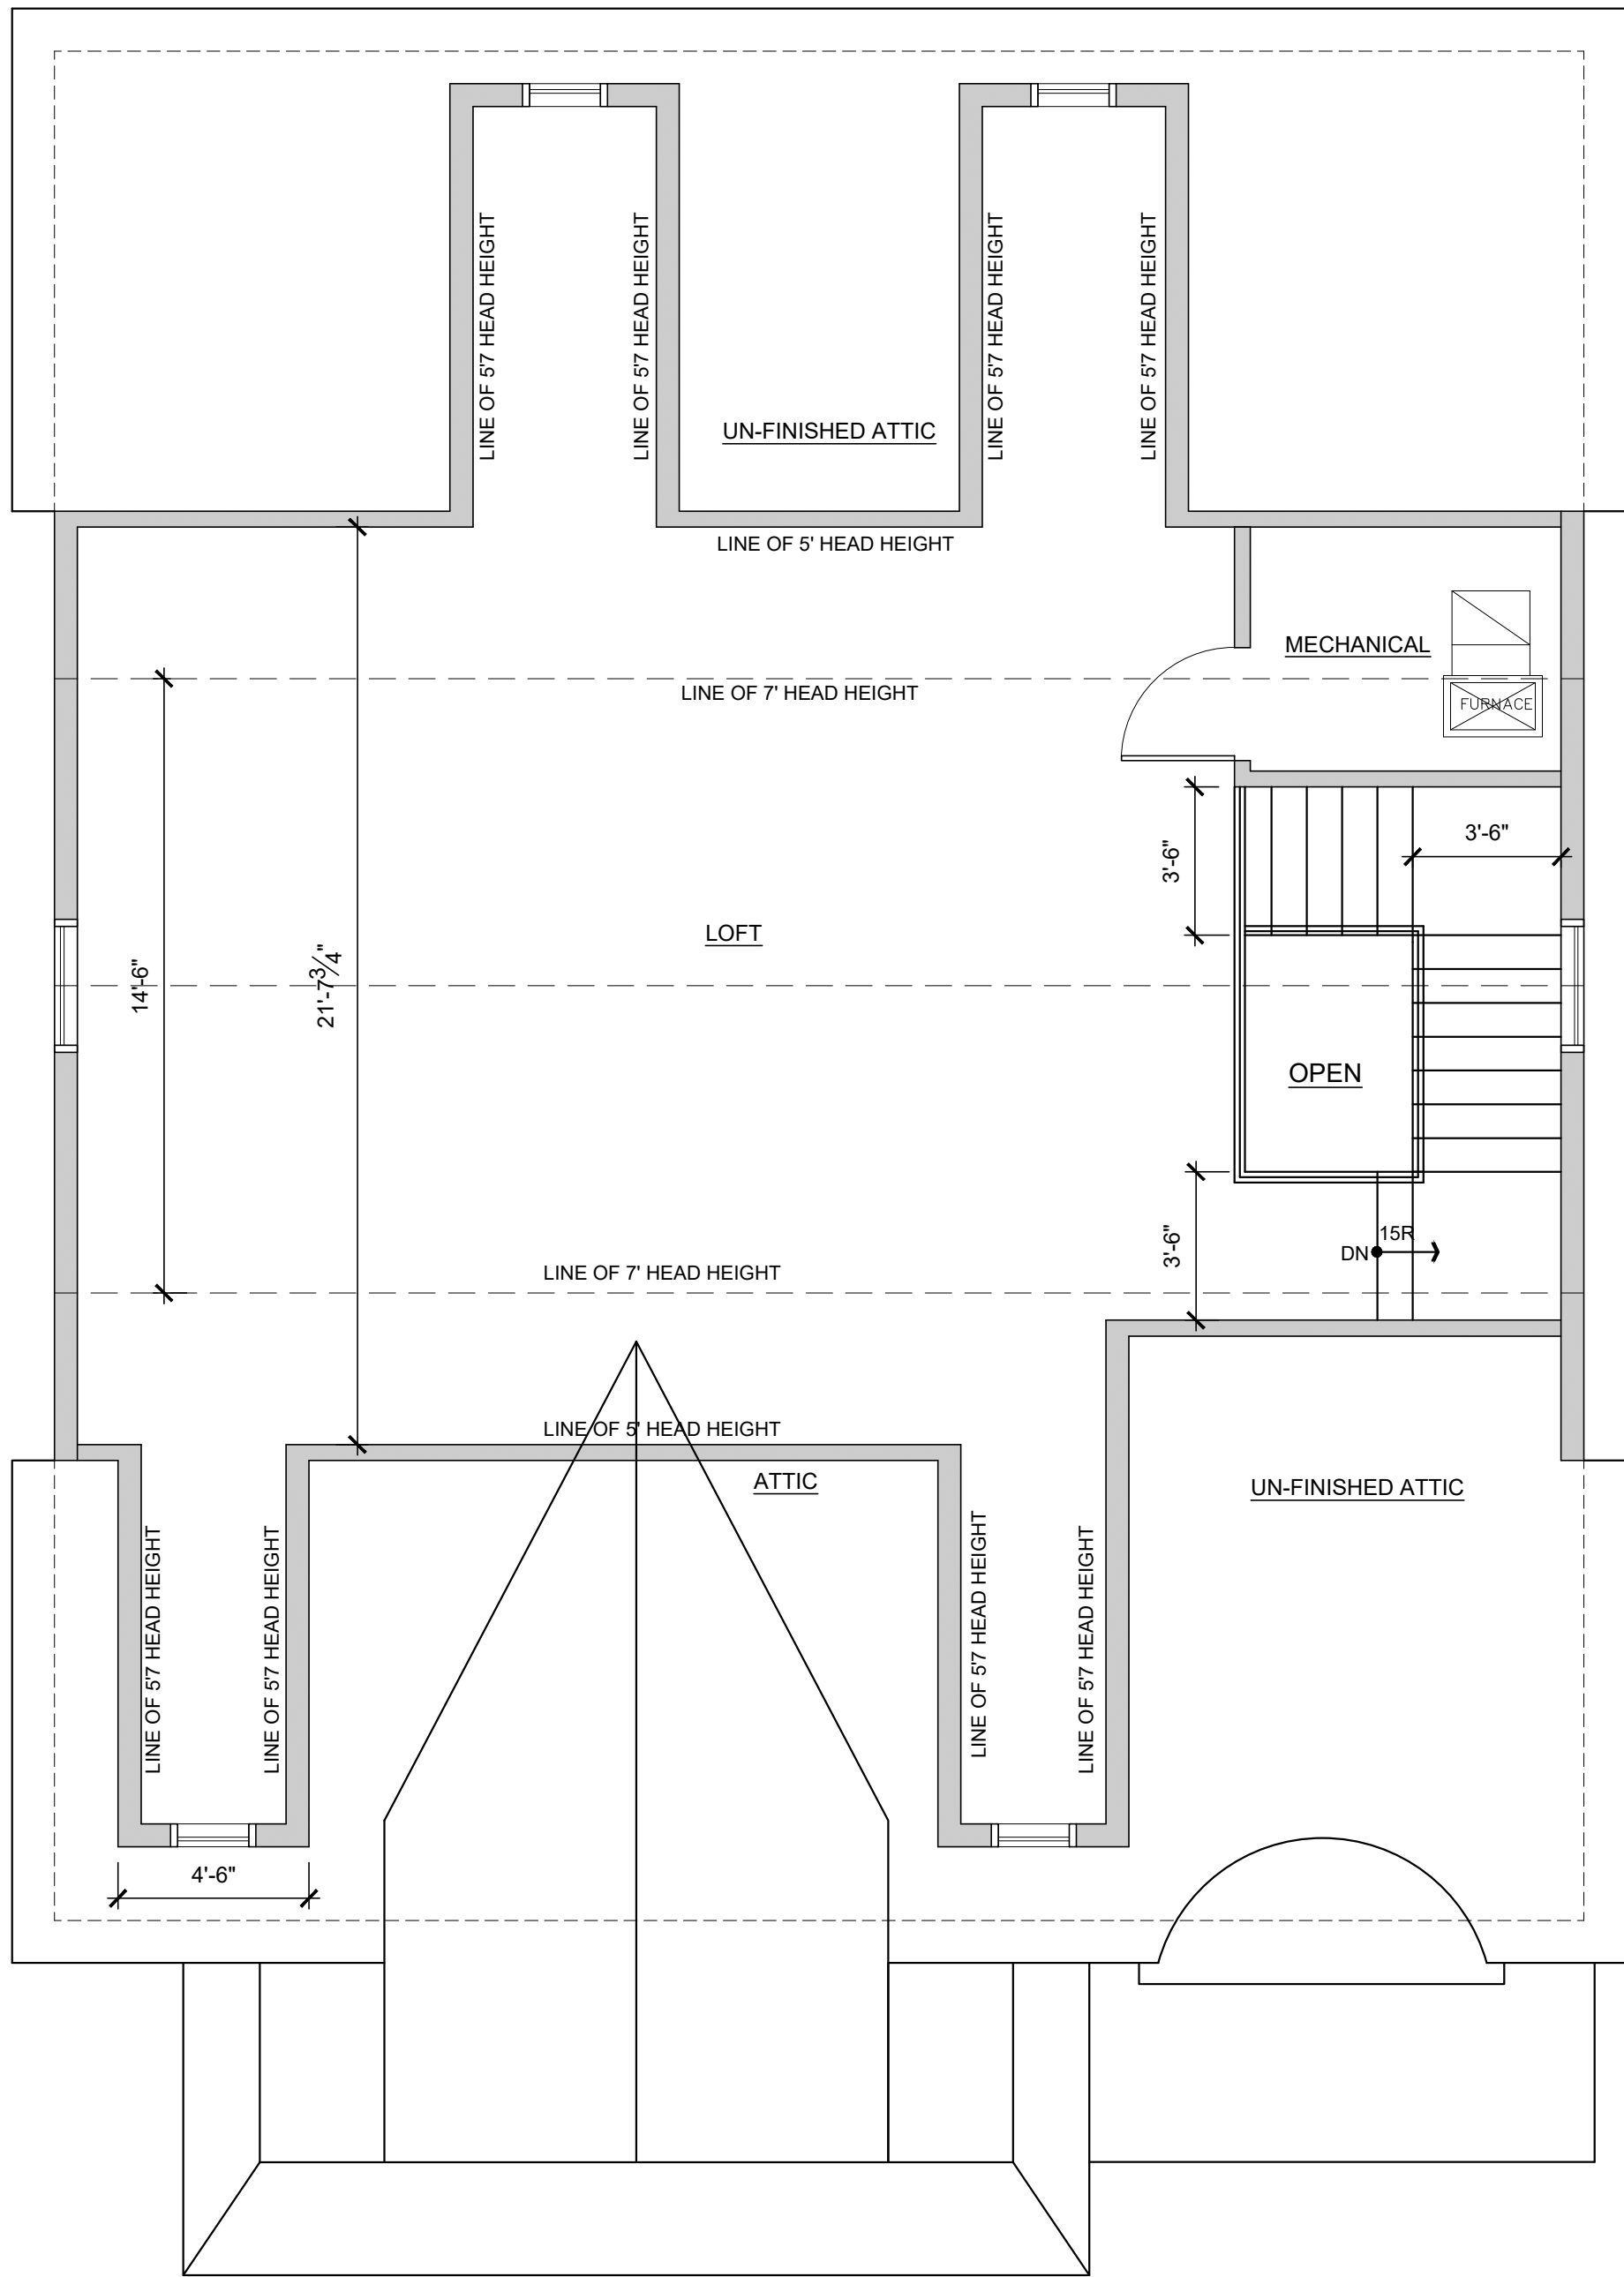 LINE OF 5'7 HEAD HEIGHT
LINE OF 5'7 HEAD HEIGHT
LINE OF 5'7 HEAD HEIGHT
LINE OF 5'7 HEAD HEIGHT
UN-FINISHED ATTIC
LINE OF 5' HEAD HEIGHT
MECHANICAL
LINE OF 7' HEAD HEIGHT
FURNACE
3'-6"
3'-6"
LOFT
14'-6"
21'-7 3/4"
OPEN
3'-6"
15R
DN
LINE OF 7' HEAD HEIGHT
LINE OF 5' HEAD HEIGHT
ATTIC
UN-FINISHED ATTIC
LINE OF 5'7 HEAD HEIGHT
LINE OF 5'7 HEAD HEIGHT
LINE OF 5'7 HEAD HEIGHT
LINE OF 5'7 HEAD HEIGHT
4'-6"